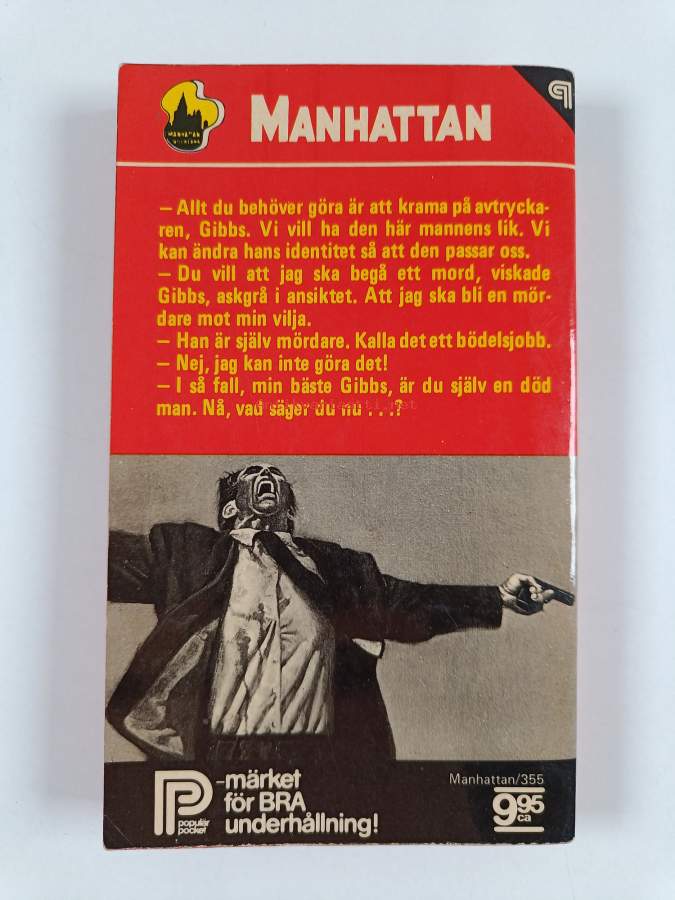 MANHATTAN
– Allt du behöver göra är att krama på avtrycka-
ren, Gibbs. Vi vill ha den här mannens lik. Vi
kan ändra hans identitet så att den passar oss.
– Du vill att jag ska begå ett mord, viskade
Gibbs, askgrå i ansiktet. Att jag ska bli en mör-
dare mot min vilja.
– Han är själv mördare. Kalla det ett bödelsjobb.
– Nej, jag kan inte göra det!
– I så fall, min bäste Gibbs, är du själv en död
man. Nå, vad säger du nu . . .?
P
populär
pocket
-märket
för BRA
underhållning!
Manhattan/355
9.95
ca